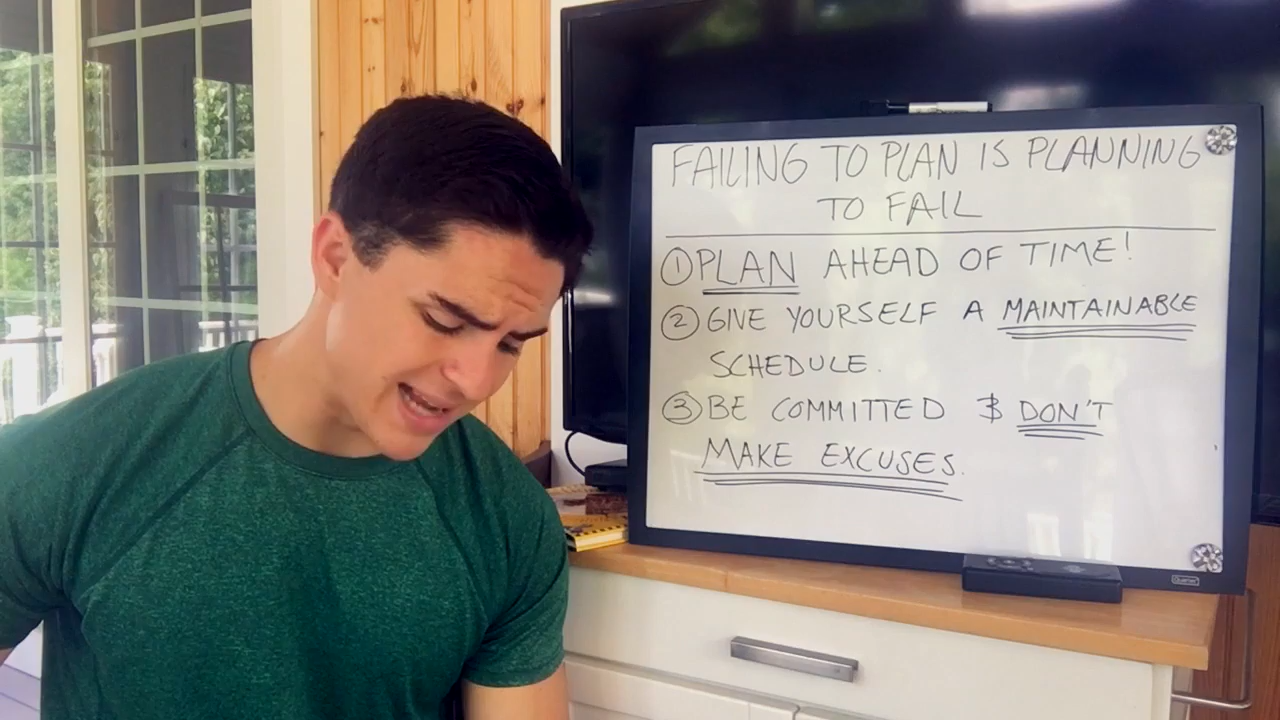 FAILING TO PLAN IS PLANNING
TO FAIL
① PLAN AHEAD OF TIME!
② GIVE YOURSELF A MAINTAINABLE
SCHEDULE.
③ BE COMMITTED & DON'T
MAKE EXCUSES.
Quartet